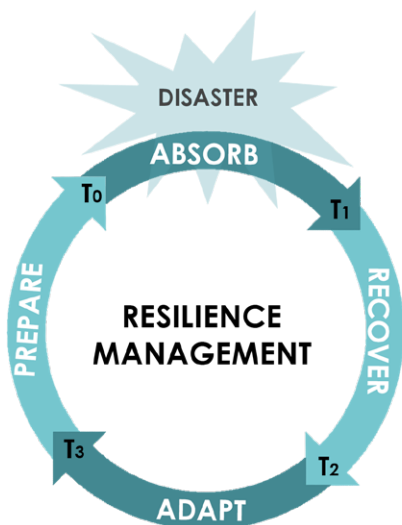 DISASTER
ABSORB
T0
T1
PREPARE
RECOVER
RESILIENCE
MANAGEMENT
T3
T2
ADAPT